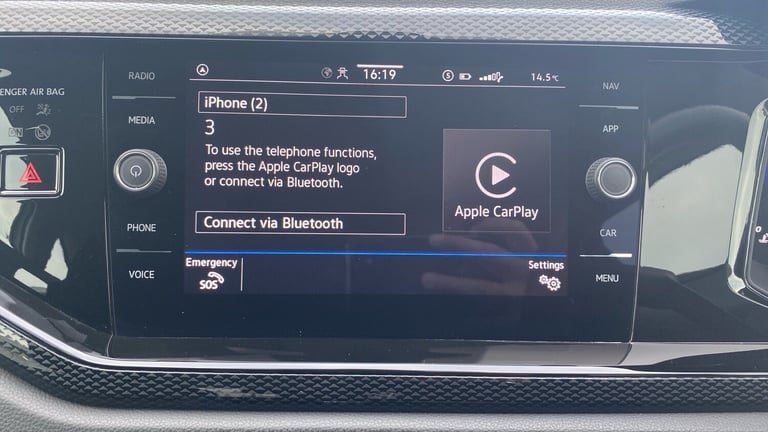 RADIO
MEDIA
PHONE
VOICE
ENGER AIR BAG
OFF
ON
16:19
S
14.5°C
iPhone (2)
3
To use the telephone functions,
press the Apple CarPlay logo
or connect via Bluetooth.
Connect via Bluetooth
Apple CarPlay
Emergency
SOS
Settings
NAV
APP
CAR
MENU